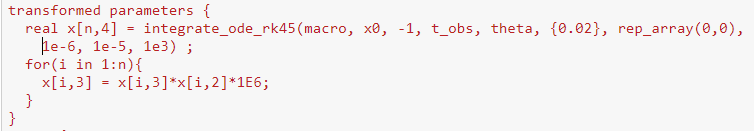 transformed parameters {
real x[n,4] = integrate_ode_rk45(macro, x0, -1, t_obs, theta, {0.02}, rep_array(0,0),
1e-6, 1e-5, 1e3) ;
for(i in 1:n){
x[i,3] = x[i,3]*x[i,2]*1E6;
}
}